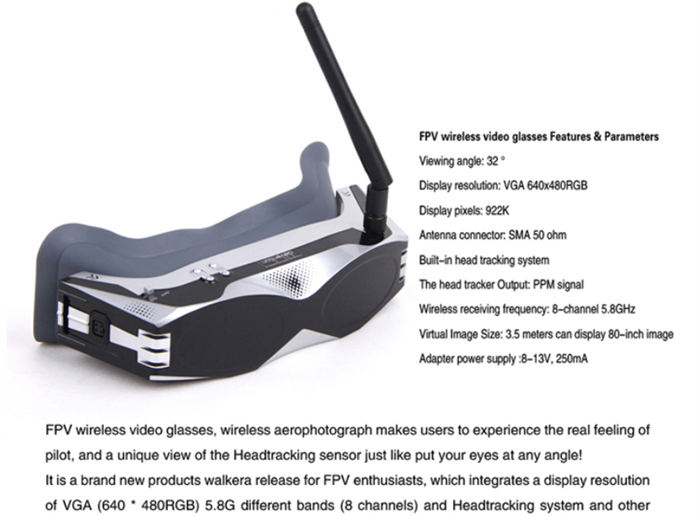 FPV wireless video glasses Features & Parameters
Viewing angle: 32 °
Display resolution: VGA 640x480RGB
Display pixels: 922K
Antenna connector: SMA 50 ohm
Built-in head tracking system
The head tracker Output: PPM signal
Wireless receiving frequency: 8-channel 5.8GHz
Virtual Image Size: 3.5 meters can display 80-inch image
Adapter power supply :8-13V, 250mA
FPV wireless video glasses, wireless aerophotograph makes users to experience the real feeling of
pilot, and a unique view of the Headtracking sensor just like put your eyes at any angle!
It is a brand new products walkera release for FPV enthusiasts, which integrates a display resolution
of VGA (640 * 480RGB) 5.8G different bands (8 channels) and Headtracking system and other